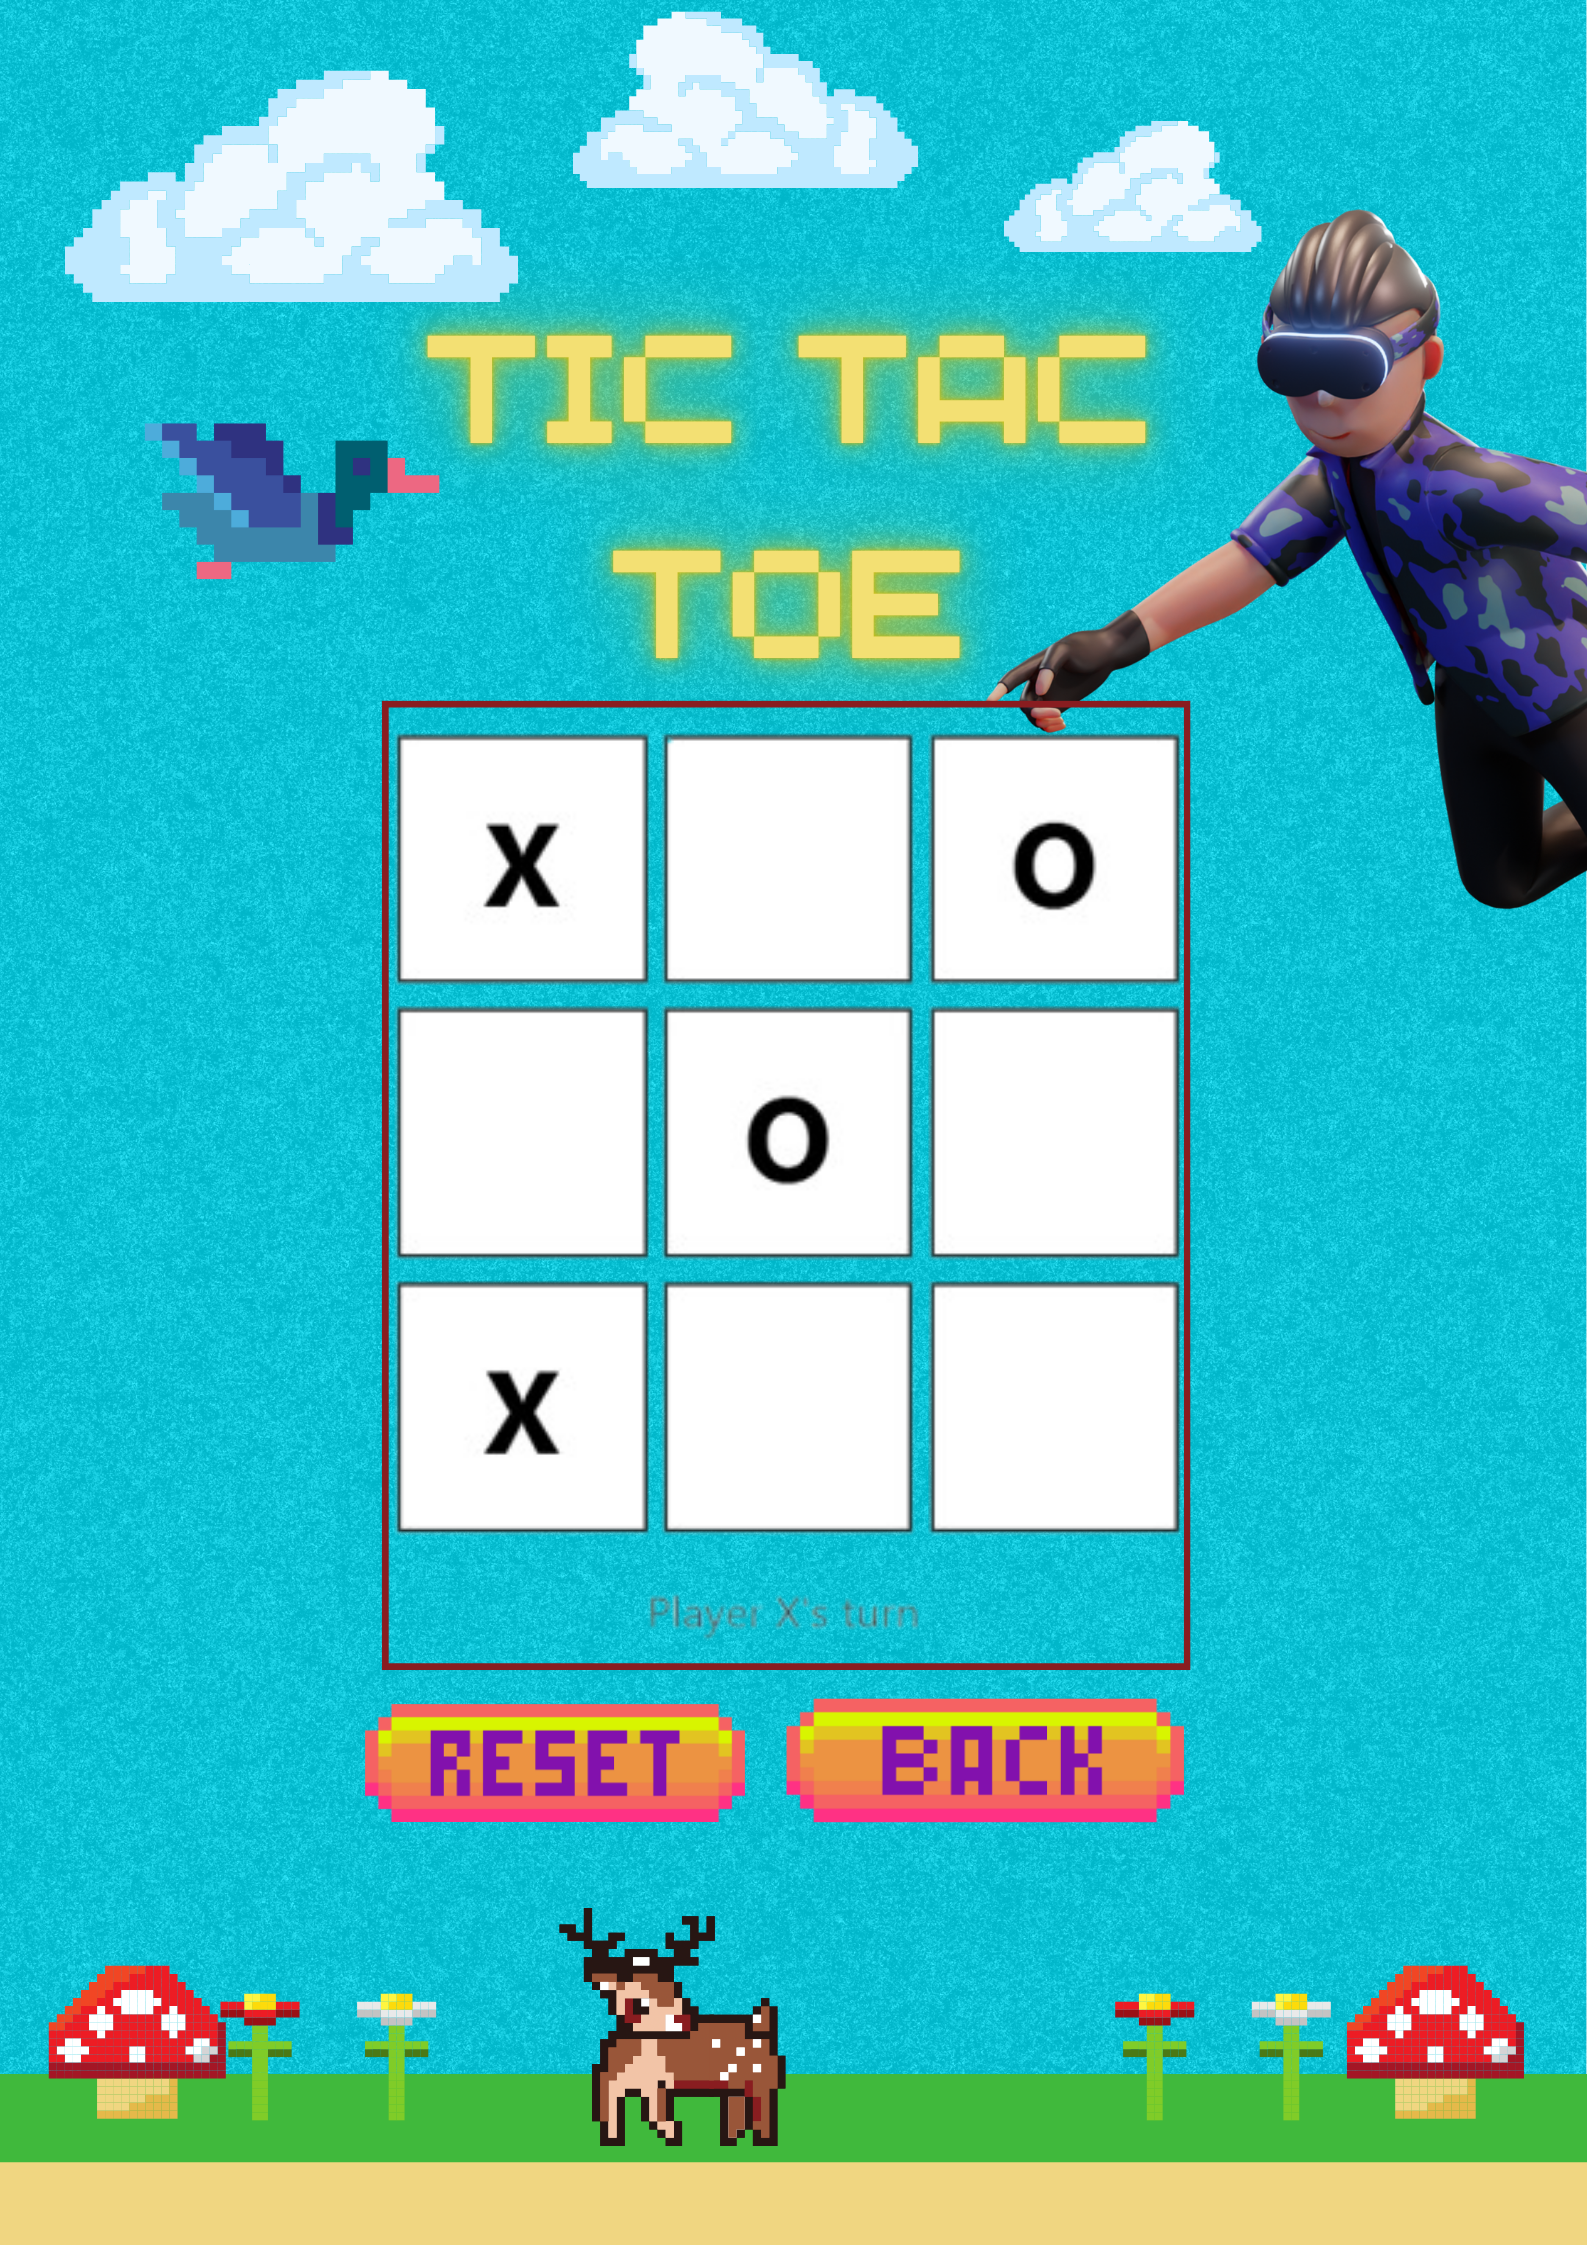 TIC TAC
TOE
X O
O
X
Player X's turn
RESET BACK